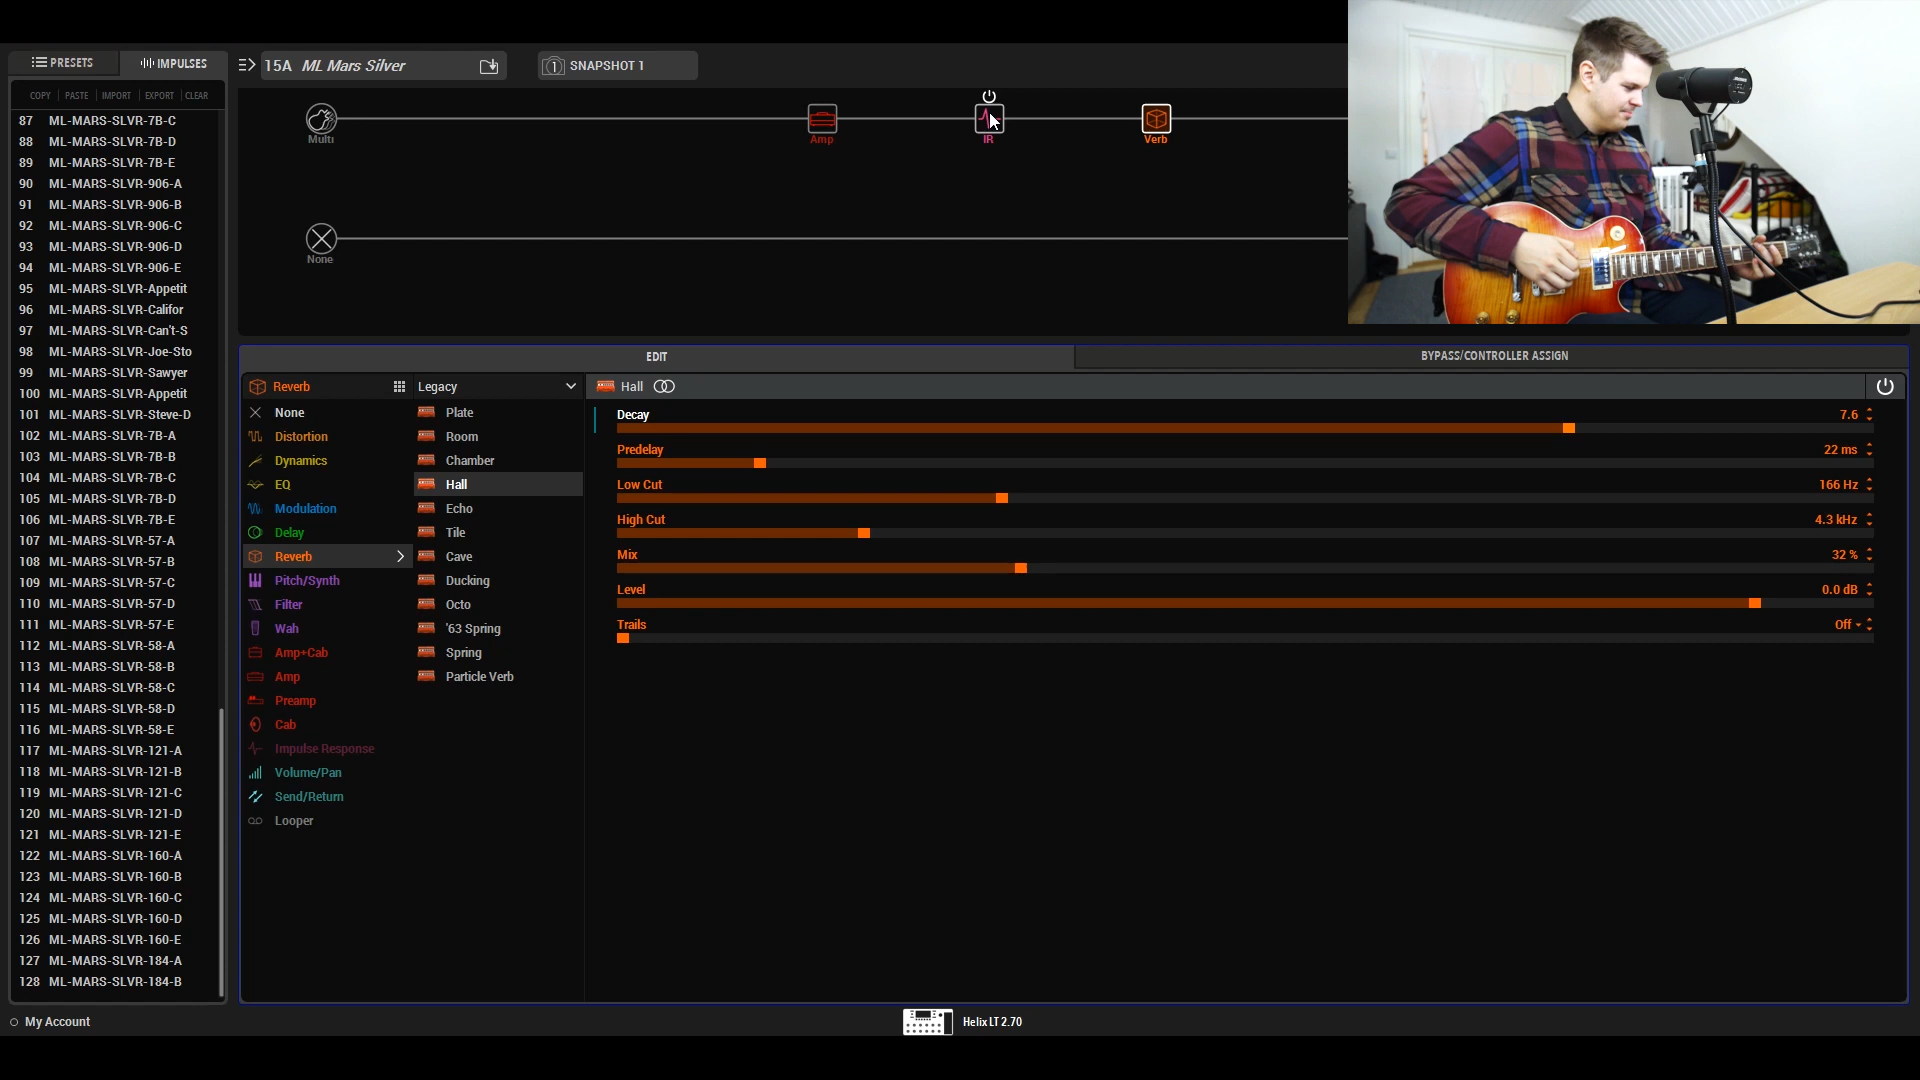 PRESETS
IMPULSES
15A ML Mars Silver
1 SNAPSHOT 1
COPY PASTE IMPORT EXPORT CLEAR
87 ML-MARS-SLVR-7B-C
88 ML-MARS-SLVR-7B-D
89 ML-MARS-SLVR-7B-E
90 ML-MARS-SLVR-906-A
91 ML-MARS-SLVR-906-B
92 ML-MARS-SLVR-906-C
93 ML-MARS-SLVR-906-D
94 ML-MARS-SLVR-906-E
95 ML-MARS-SLVR-Appetit
96 ML-MARS-SLVR-Califor
97 ML-MARS-SLVR-Can't-S
98 ML-MARS-SLVR-Joe-Sto
99 ML-MARS-SLVR-Sawyer
100 ML-MARS-SLVR-Appetit
101 ML-MARS-SLVR-Steve-D
102 ML-MARS-SLVR-7B-A
103 ML-MARS-SLVR-7B-B
104 ML-MARS-SLVR-7B-C
105 ML-MARS-SLVR-7B-D
106 ML-MARS-SLVR-7B-E
107 ML-MARS-SLVR-57-A
108 ML-MARS-SLVR-57-B
109 ML-MARS-SLVR-57-C
110 ML-MARS-SLVR-57-D
111 ML-MARS-SLVR-57-E
112 ML-MARS-SLVR-58-A
113 ML-MARS-SLVR-58-B
114 ML-MARS-SLVR-58-C
115 ML-MARS-SLVR-58-D
116 ML-MARS-SLVR-58-E
117 ML-MARS-SLVR-121-A
118 ML-MARS-SLVR-121-B
119 ML-MARS-SLVR-121-C
120 ML-MARS-SLVR-121-D
121 ML-MARS-SLVR-121-E
122 ML-MARS-SLVR-160-A
123 ML-MARS-SLVR-160-B
124 ML-MARS-SLVR-160-C
125 ML-MARS-SLVR-160-D
126 ML-MARS-SLVR-160-E
127 ML-MARS-SLVR-184-A
128 ML-MARS-SLVR-184-B
Multi
Amp
IR
Verb
None
EDIT
BYPASS/CONTROLLER ASSIGN
Reverb
None
Distortion
Dynamics
EQ
Modulation
Delay
Reverb
Pitch/Synth
Filter
Wah
Amp+Cab
Amp
Preamp
Cab
Impulse Response
Volume/Pan
Send/Return
Looper
Legacy
Plate
Room
Chamber
Hall
Echo
Tile
Cave
Ducking
Octo
'63 Spring
Spring
Particle Verb
Hall
Decay 7.6
Predelay 22 ms
Low Cut 166 Hz
High Cut 4.3 kHz
Mix 32 %
Level 0.0 dB
Trails Off
My Account
Helix LT 2.70